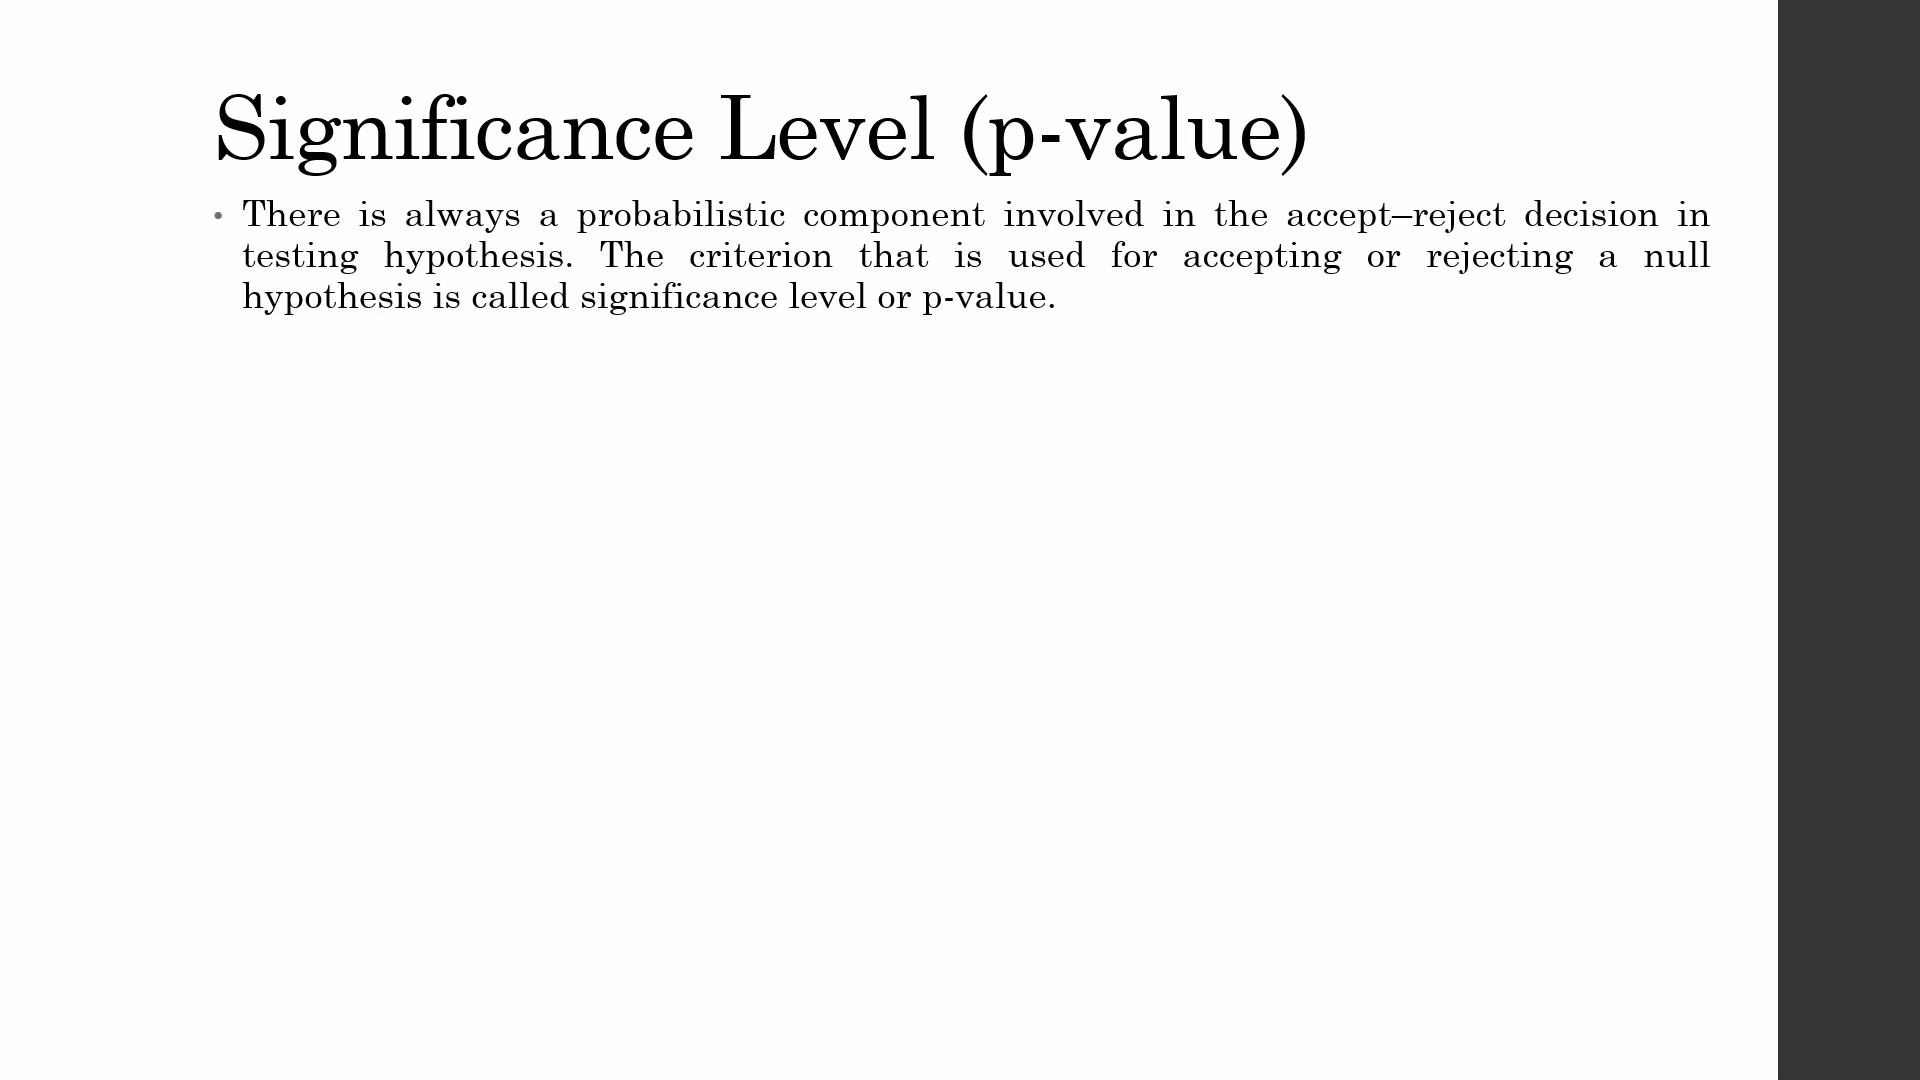 Significance Level (p-value)
• There is always a probabilistic component involved in the accept–reject decision in
testing hypothesis. The criterion that is used for accepting or rejecting a null
hypothesis is called significance level or p-value.